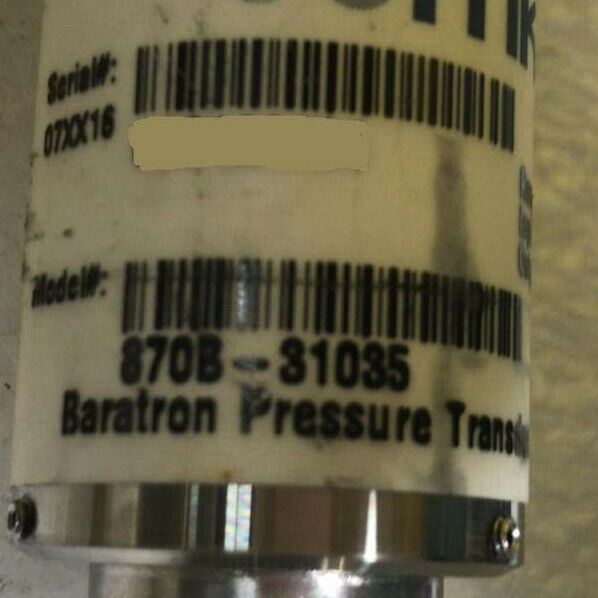 Serial#:
07XX16
Model#:
870B-31035
Baratron Pressure